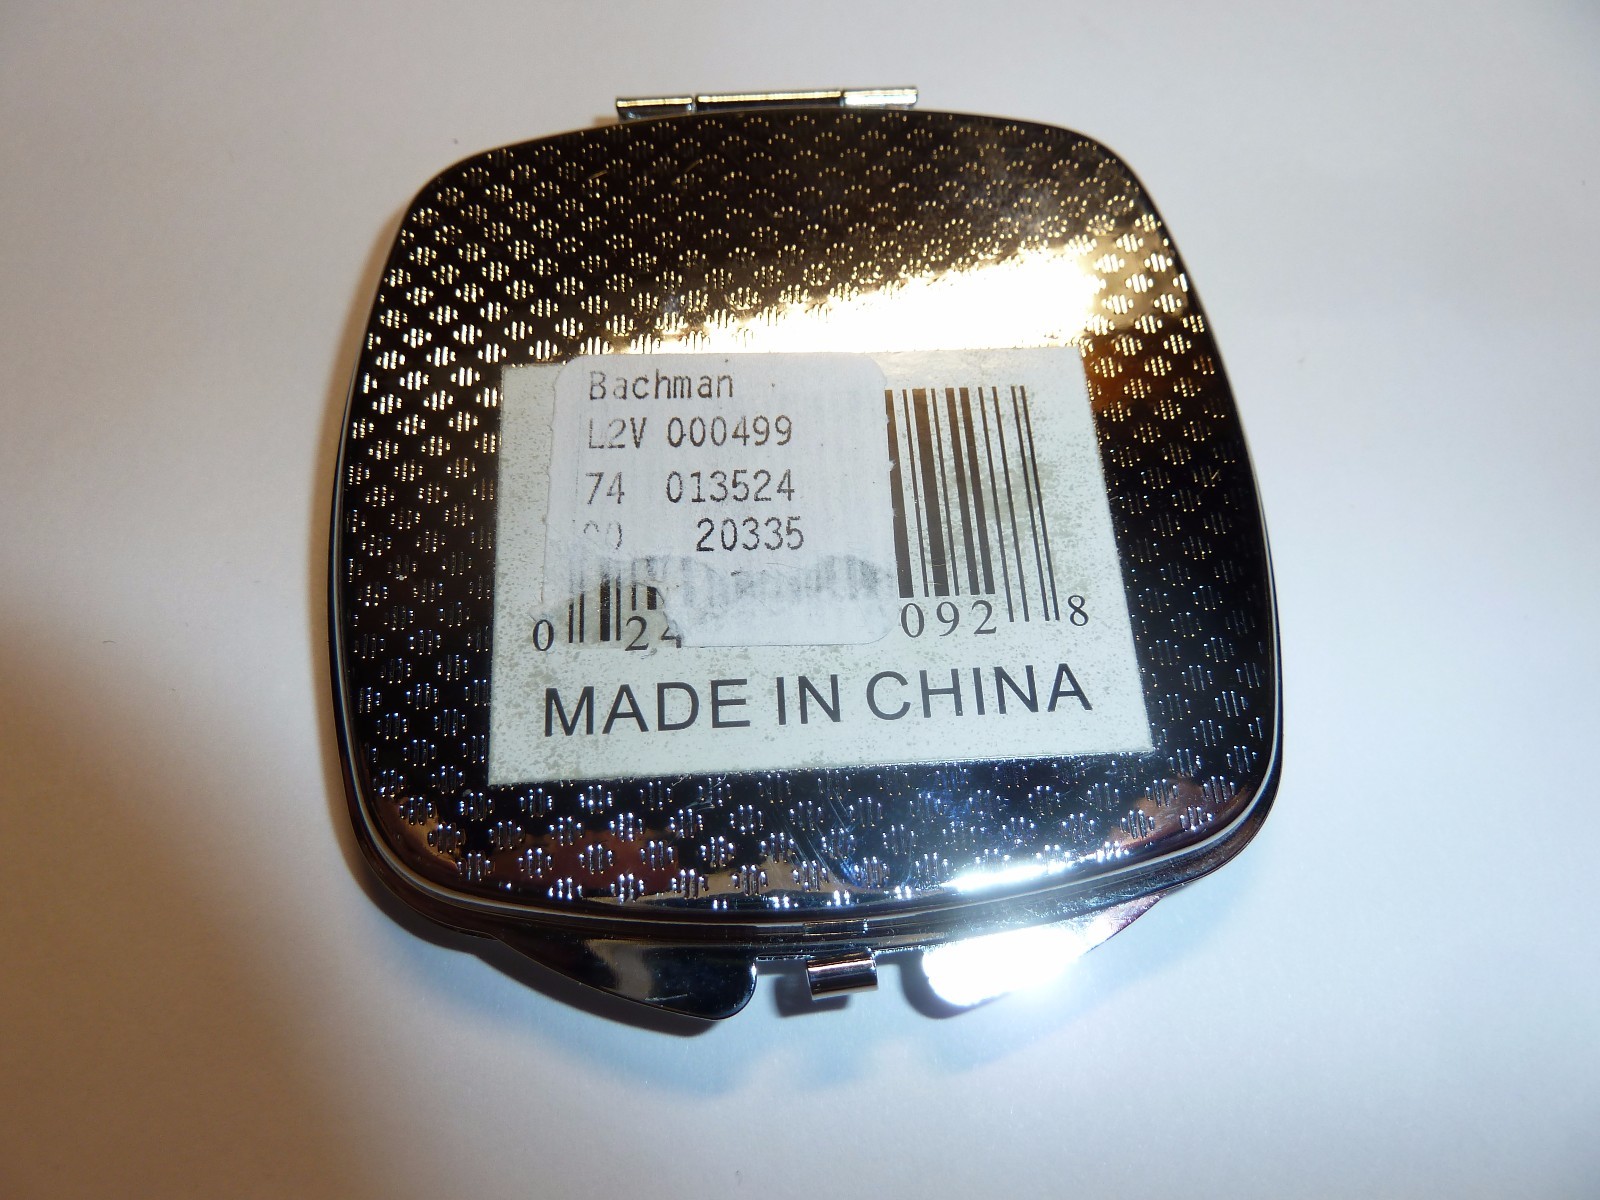 Bachman
L2V 000499
74 013524
20335
0 24 092 8
MADE IN CHINA